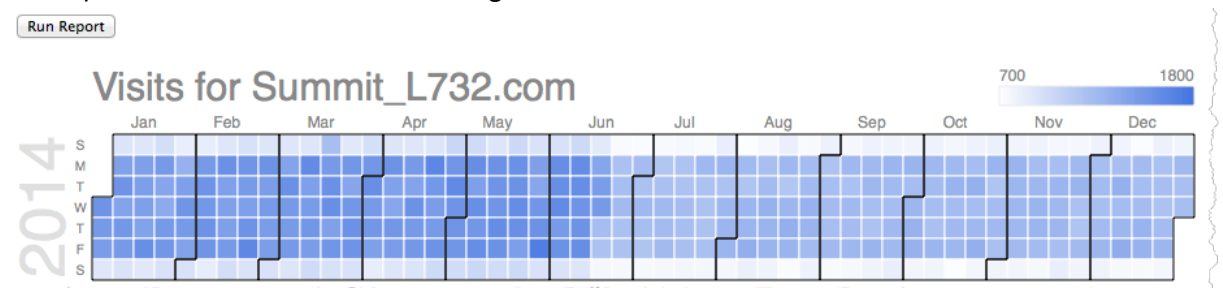 Run Report
Visits for Summit_L732.com
700 1800
Jan Feb Mar Apr May Jun Jul Aug Sep Oct Nov Dec
2014
S
M
T
W
T
F
S